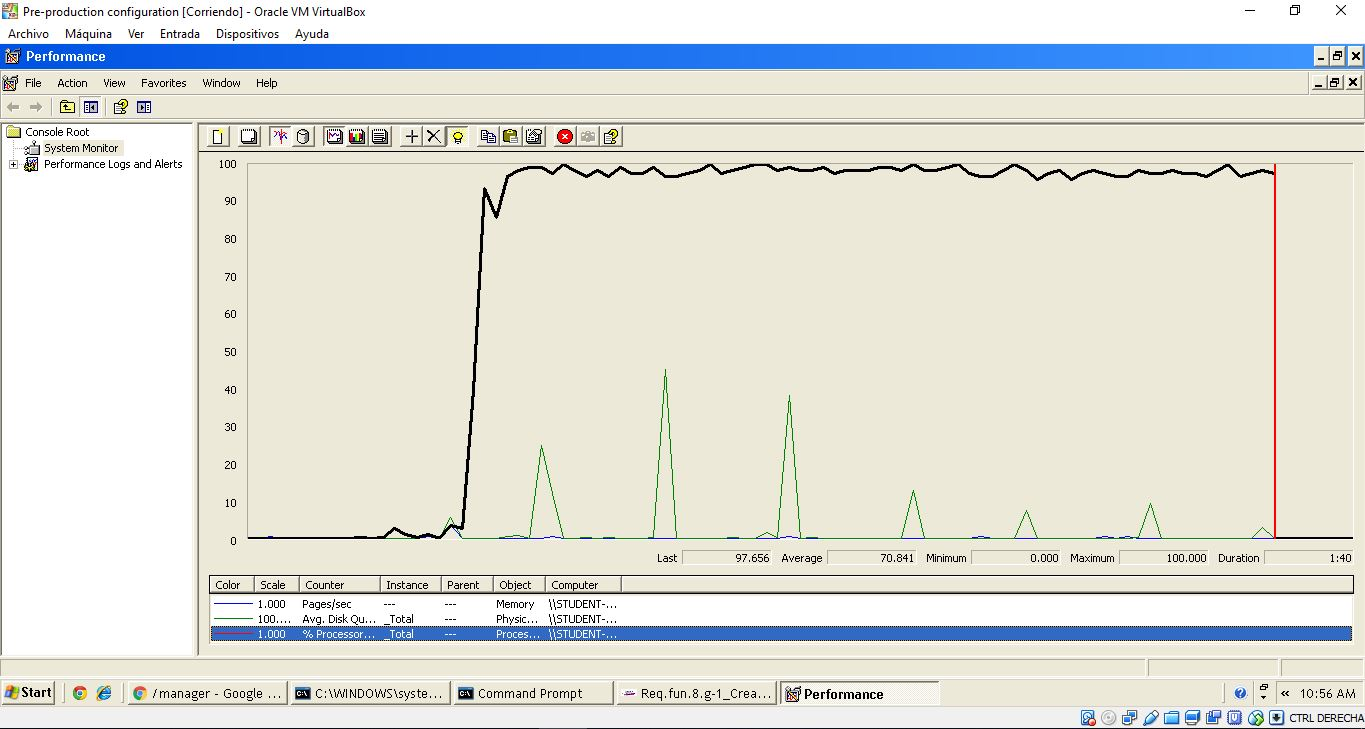 Pre-production configuration [Corriendo] - Oracle VM VirtualBox
Archivo Máquina Ver Entrada Dispositivos Ayuda
Performance
File Action View Favorites Window Help
Console Root
System Monitor
Performance Logs and Alerts
100
90
80
70
60
50
40
30
20
10
0
Last 97.656 Average 70.841 Minimum 0.000 Maximum 100.000 Duration 1:40
Color Scale Counter Instance Parent Object Computer
1.000 Pages/sec --- --- Memory \\STUDENT-...
100.... Avg. Disk Qu... _Total --- Physic... \\STUDENT-...
1.000 % Processor... _Total --- Proces... \\STUDENT-...
Start /manager - Google ... C:\WINDOWS\syste... Command Prompt Req.fun.8.g-1_Crea... Performance « 10:56 AM
CTRL DERECHA